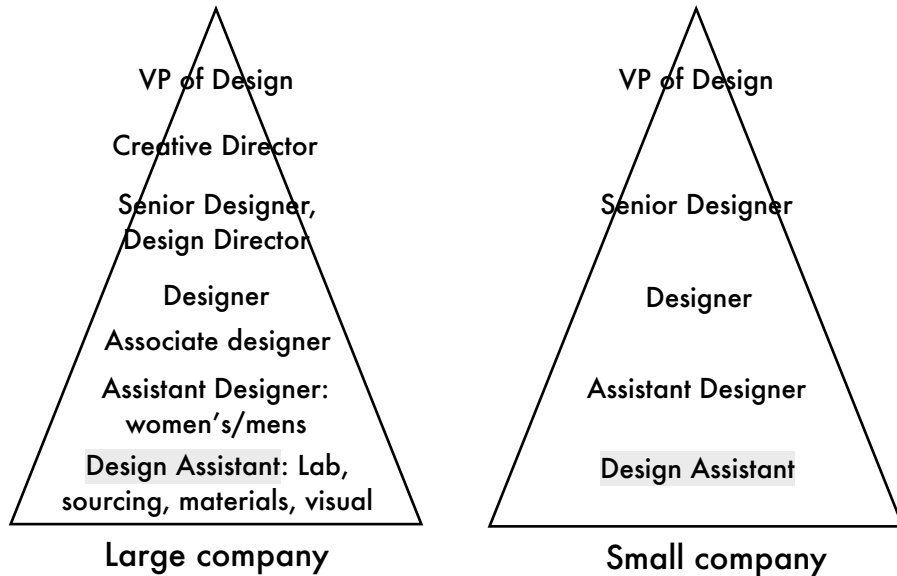 VP of Design
Creative Director
Senior Designer,
Design Director
Designer
Associate designer
Assistant Designer:
women’s/mens
Design Assistant: Lab,
sourcing, materials, visual
Large company
VP of Design
Senior Designer
Designer
Assistant Designer
Design Assistant
Small company